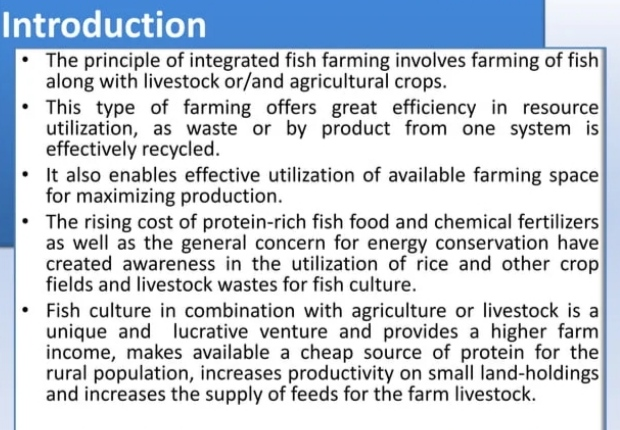 Introduction
• The principle of integrated fish farming involves farming of fish
along with livestock or/and agricultural crops.
• This type of farming offers great efficiency in resource
utilization, as waste or by product from one system is
effectively recycled.
• It also enables effective utilization of available farming space
for maximizing production.
• The rising cost of protein-rich fish food and chemical fertilizers
as well as the general concern for energy conservation have
created awareness in the utilization of rice and other crop
fields and livestock wastes for fish culture.
• Fish culture in combination with agriculture or livestock is a
unique and lucrative venture and provides a higher farm
income, makes available a cheap source of protein for the
rural population, increases productivity on small land-holdings
and increases the supply of feeds for the farm livestock.